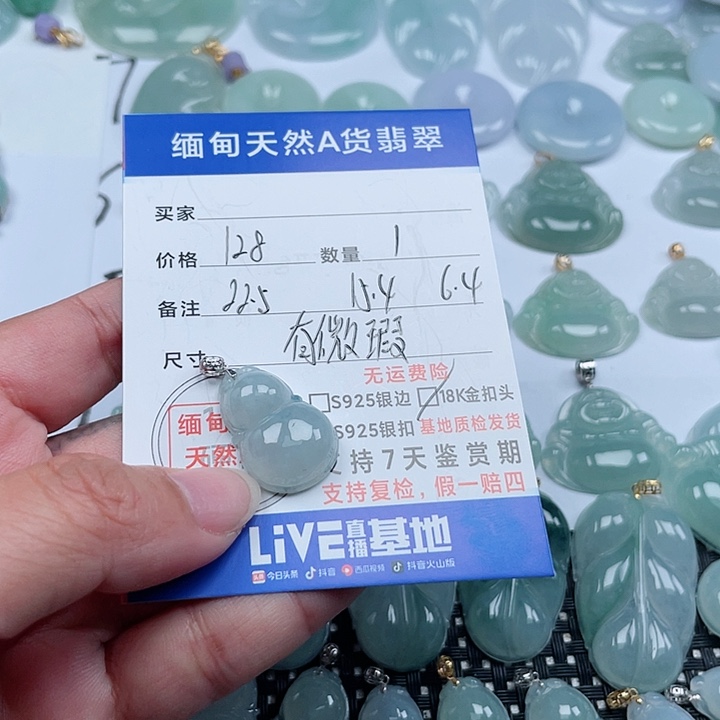 缅甸天然A货翡翠
买家
价格 128 数量 1
备注 22.5 15.4 6.4
尺寸 有微瑕
无运费险
S925银边 18K金扣头
缅甸
S925银扣 基地质检发货
天然
支持7天鉴赏期
支持复检，假一赔四
LiVE直播基地
头条 今日头条 抖音 西瓜视频 抖音火山版